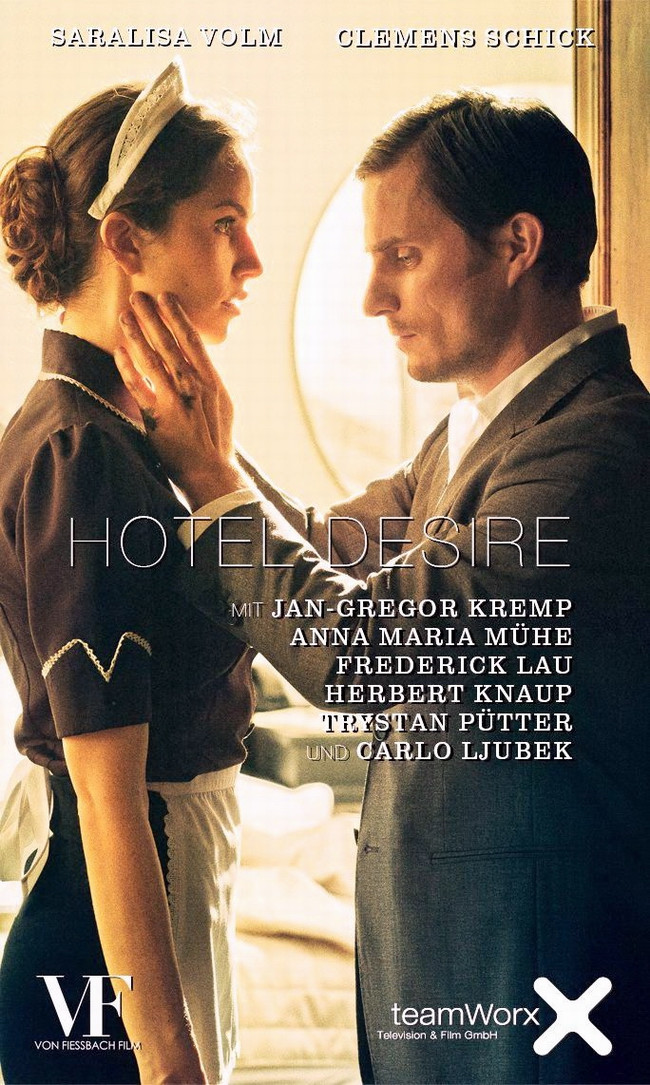 SARALISA VOLM CLEMENS SCHICK
HOTEL DESIRE
MIT JAN-GREGOR KREMP
ANNA MARIA MÜHE
FREDERICK LAU
HERBERT KNAUP
TRYSTAN PÜTTER
UND CARLO LJUBEK
VF
VON FIESSBACH FILM
teamWorx
Television & Film GmbH